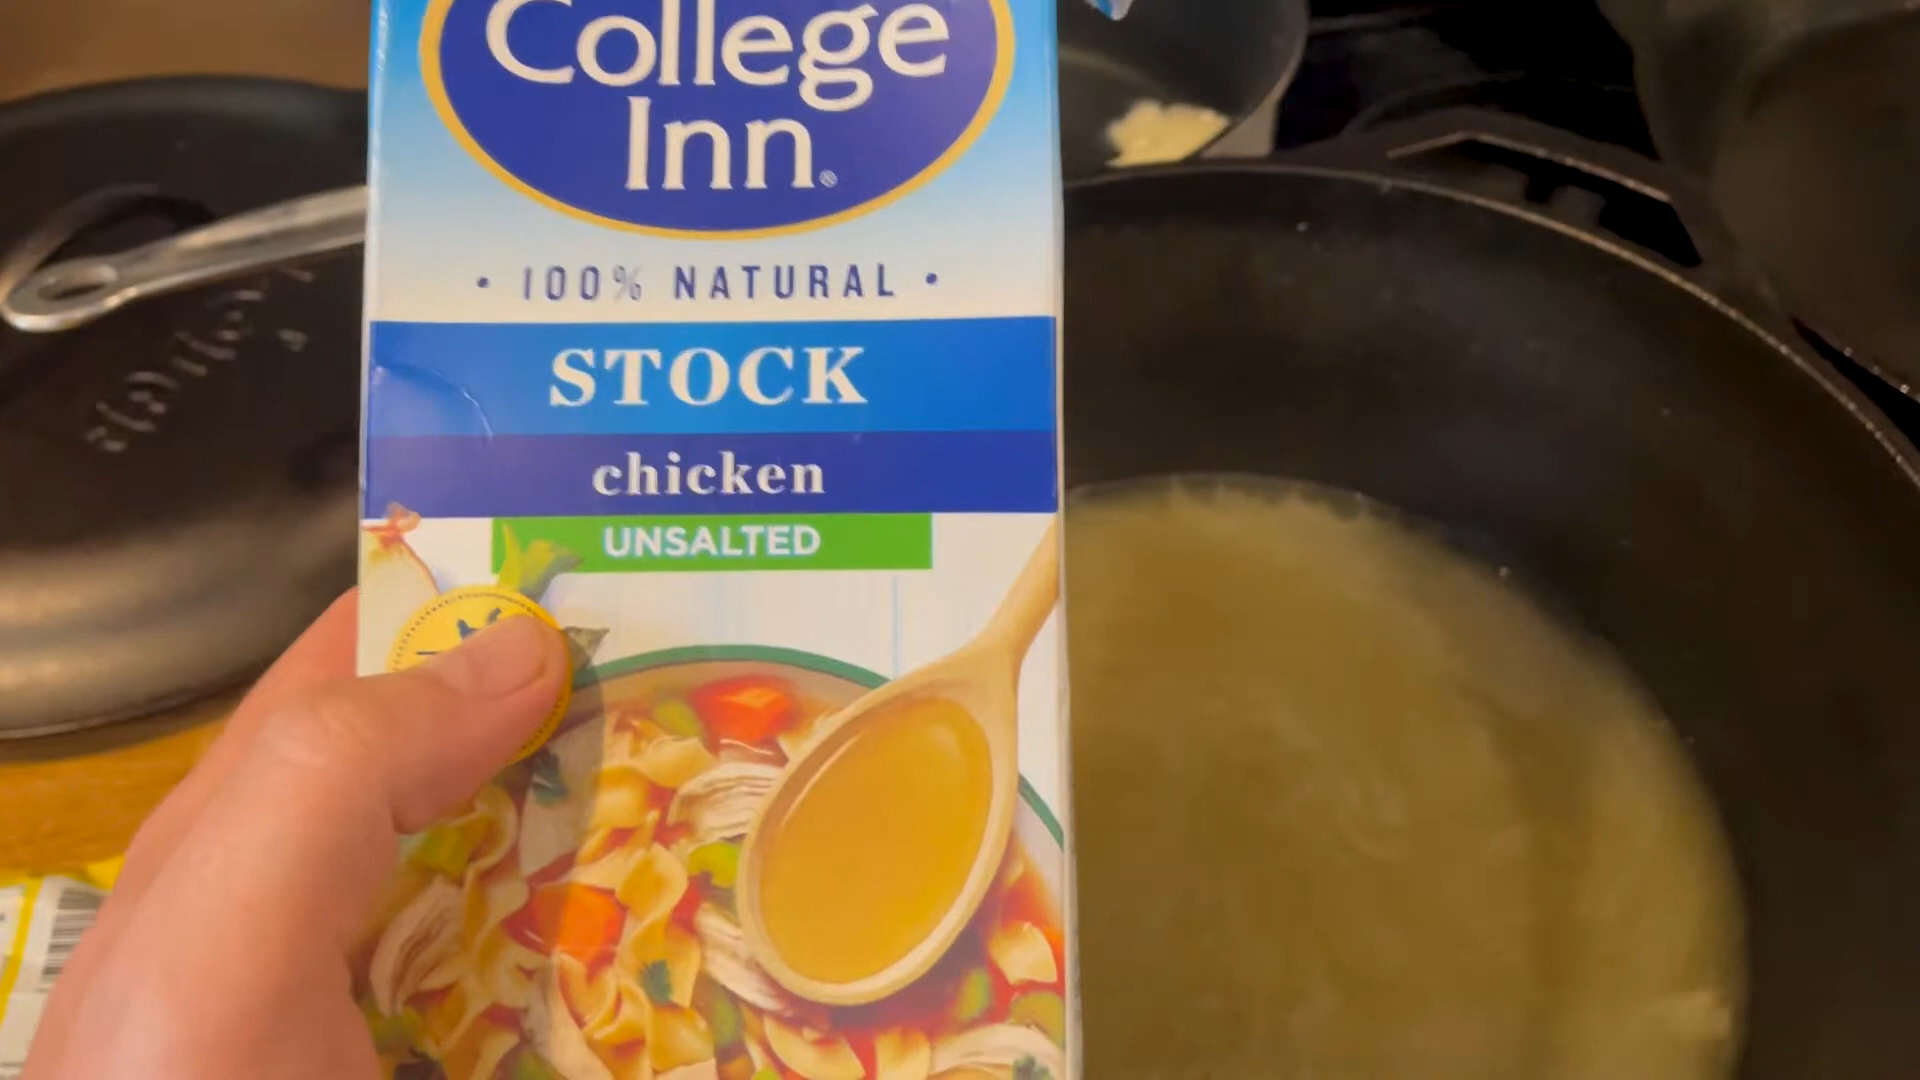 College
Inn®
• 100% NATURAL •
STOCK
chicken
UNSALTED